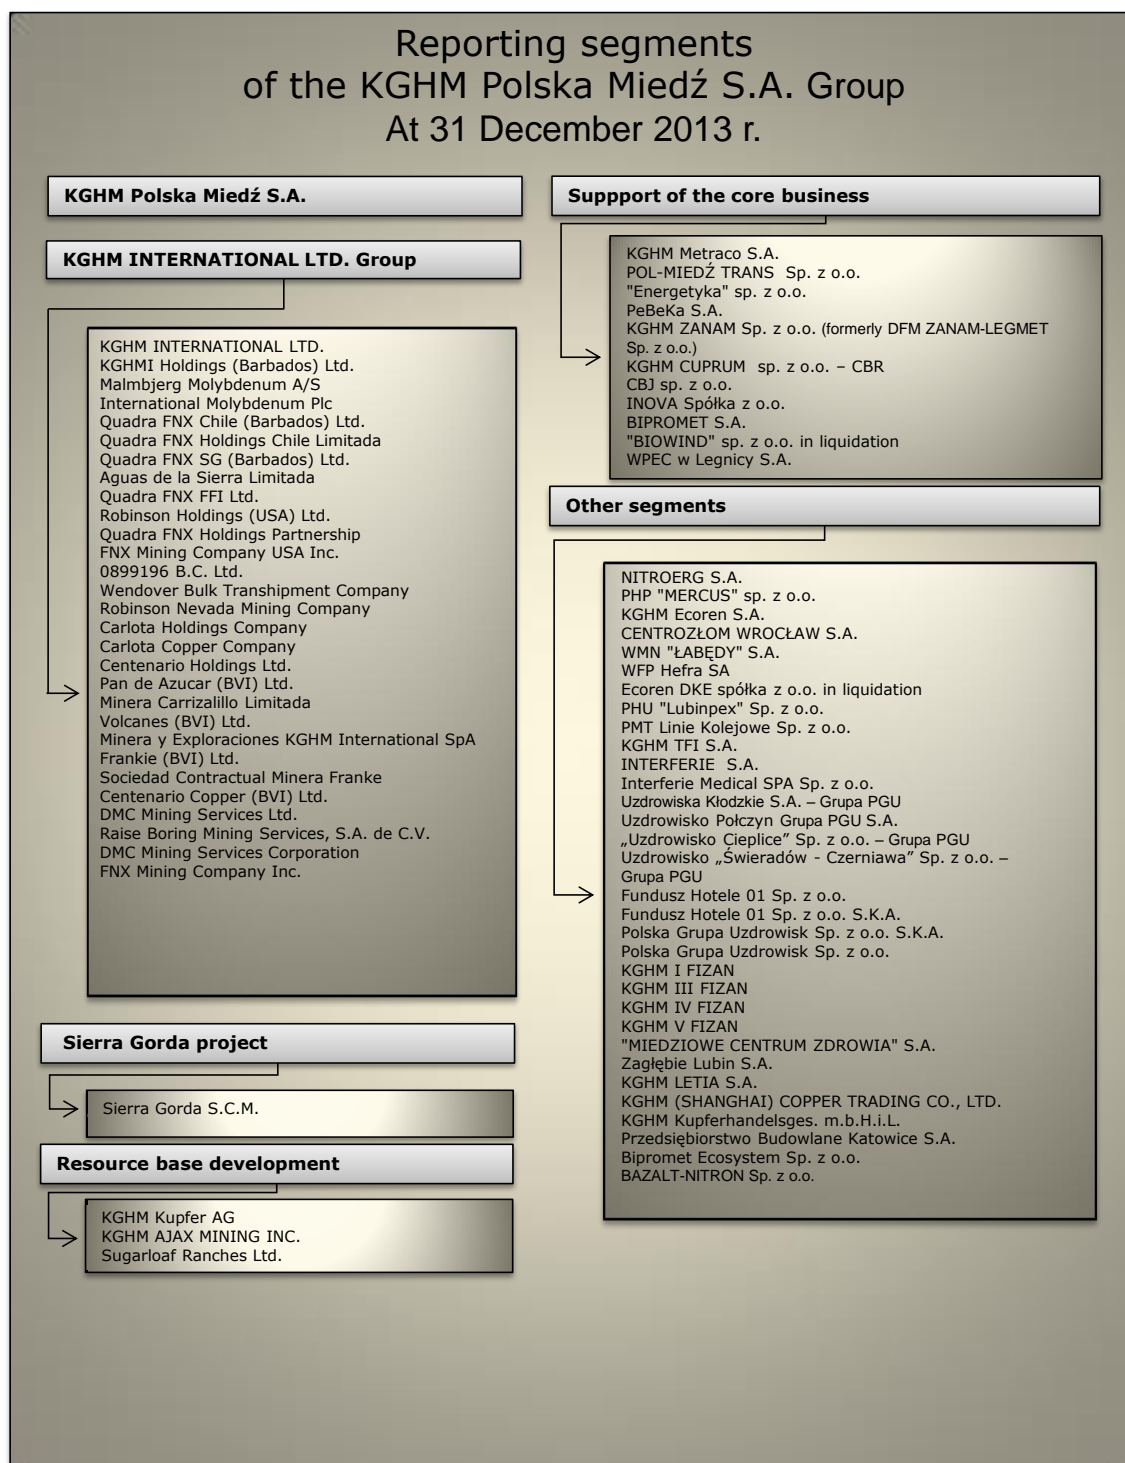 Reporting segments
of the KGHM Polska Miedź S.A. Group
At 31 December 2013 r.
KGHM Polska Miedź S.A.
KGHM INTERNATIONAL LTD. Group
KGHM INTERNATIONAL LTD.
KGHMI Holdings (Barbados) Ltd.
Malmbjerg Molybdenum A/S
International Molybdenum Plc
Quadra FNX Chile (Barbados) Ltd.
Quadra FNX Holdings Chile Limitada
Quadra FNX SG (Barbados) Ltd.
Aguas de la Sierra Limitada
Quadra FNX FFI Ltd.
Robinson Holdings (USA) Ltd.
Quadra FNX Holdings Partnership
FNX Mining Company USA Inc.
0899196 B.C. Ltd.
Wendover Bulk Transhipment Company
Robinson Nevada Mining Company
Carlota Holdings Company
Carlota Copper Company
Centenario Holdings Ltd.
Pan de Azucar (BVI) Ltd.
Minera Carrizalillo Limitada
Volcanes (BVI) Ltd.
Minera y Exploraciones KGHM International SpA
Frankie (BVI) Ltd.
Sociedad Contractual Minera Franke
Centenario Copper (BVI) Ltd.
DMC Mining Services Ltd.
Raise Boring Mining Services, S.A. de C.V.
DMC Mining Services Corporation
FNX Mining Company Inc.
Sierra Gorda project
Sierra Gorda S.C.M.
Resource base development
KGHM Kupfer AG
KGHM AJAX MINING INC.
Sugarloaf Ranches Ltd.
Suppport of the core business
KGHM Metraco S.A.
POL-MIEDŹ TRANS Sp. z o.o.
"Energetyka" sp. z o.o.
PeBeKa S.A.
KGHM ZANAM Sp. z o.o. (formerly DFM ZANAM-LEGMET
Sp. z o.o.)
KGHM CUPRUM sp. z o.o. – CBR
CBJ sp. z o.o.
INOVA Spółka z o.o.
BIPROMET S.A.
"BIOWIND" sp. z o.o. in liquidation
WPEC w Legnicy S.A.
Other segments
NITROERG S.A.
PHP "MERCUS" sp. z o.o.
KGHM Ecoren S.A.
CENTROZŁOM WROCŁAW S.A.
WMN "ŁABĘDY" S.A.
WFP Hefra SA
Ecoren DKE spółka z o.o. in liquidation
PHU "Lubinpex" Sp. z o.o.
PMT Linie Kolejowe Sp. z o.o.
KGHM TFI S.A.
INTERFERIE S.A.
Interferie Medical SPA Sp. z o.o.
Uzdrowiska Kłodzkie S.A. – Grupa PGU
Uzdrowisko Połczyn Grupa PGU S.A.
„Uzdrowisko Cieplice” Sp. z o.o. – Grupa PGU
Uzdrowisko „Świeradów - Czerniawa” Sp. z o.o. –
Grupa PGU
Fundusz Hotele 01 Sp. z o.o.
Fundusz Hotele 01 Sp. z o.o. S.K.A.
Polska Grupa Uzdrowisk Sp. z o.o. S.K.A.
Polska Grupa Uzdrowisk Sp. z o.o.
KGHM I FIZAN
KGHM III FIZAN
KGHM IV FIZAN
KGHM V FIZAN
"MIEDZIOWE CENTRUM ZDROWIA" S.A.
Zagłębie Lubin S.A.
KGHM LETIA S.A.
KGHM (SHANGHAI) COPPER TRADING CO., LTD.
KGHM Kupferhandelsges. m.b.H.i.L.
Przedsiębiorstwo Budowlane Katowice S.A.
Bipromet Ecosystem Sp. z o.o.
BAZALT-NITRON Sp. z o.o.